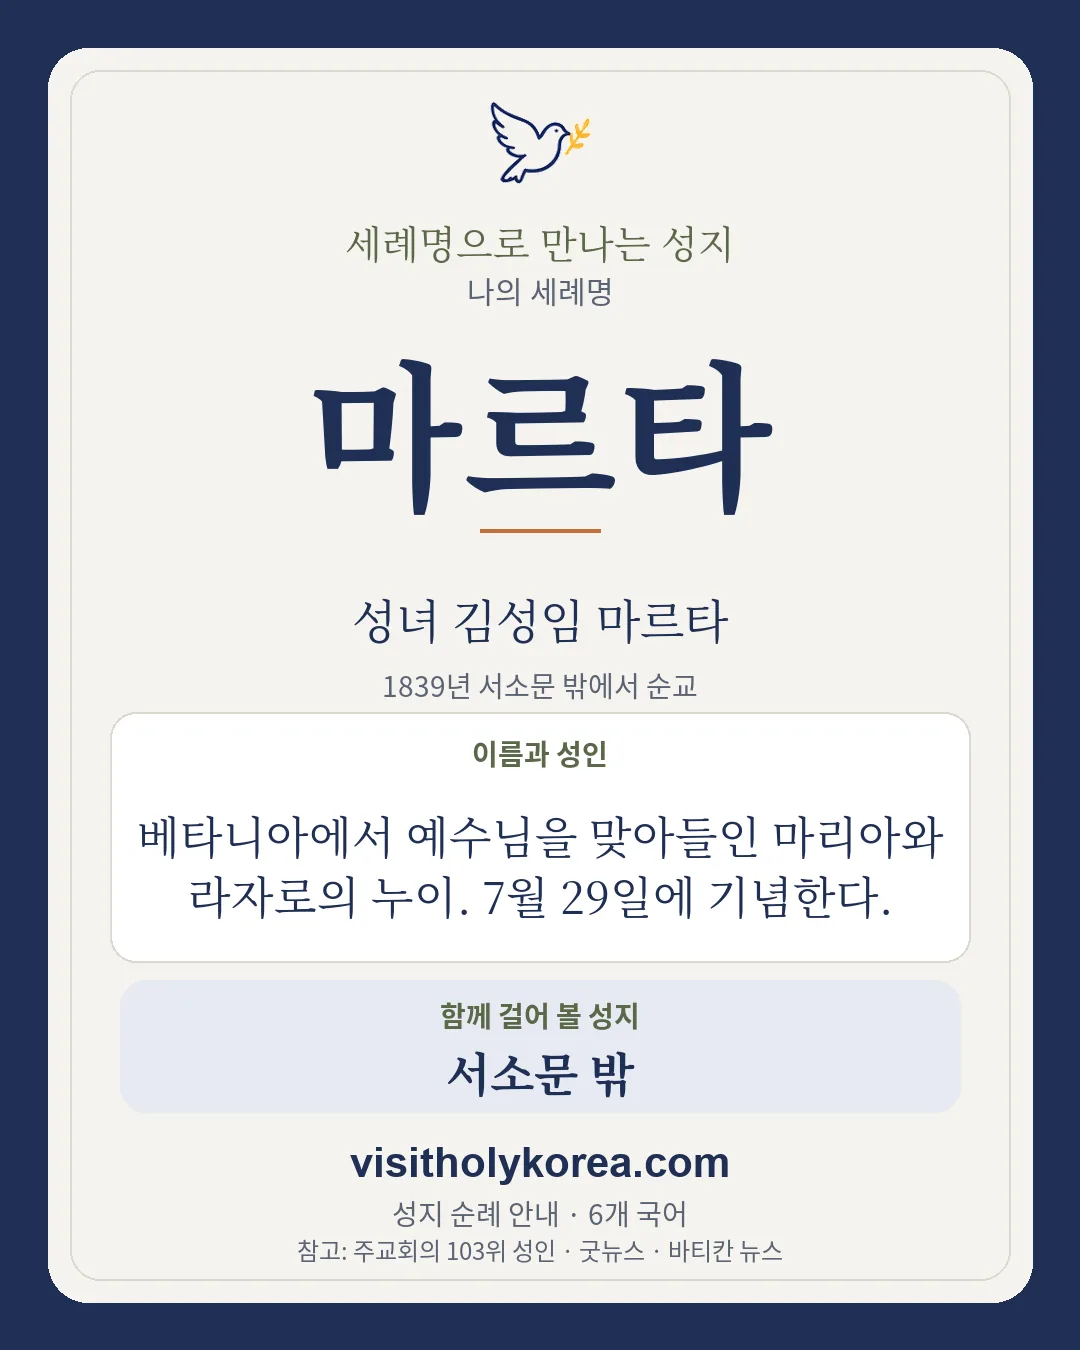 세례명으로 만나는 성지
나의 세례명
마르타
성녀 김성임 마르타
1839년 서소문 밖에서 순교
이름과 성인
베타니아에서 예수님을 맞아들인 마리아와
라자로의 누이. 7월 29일에 기념한다.
함께 걸어 볼 성지
서소문 밖
visitholykorea.com
성지 순례 안내 · 6개 국어
참고: 주교회의 103위 성인 · 굿뉴스 · 바티칸 뉴스